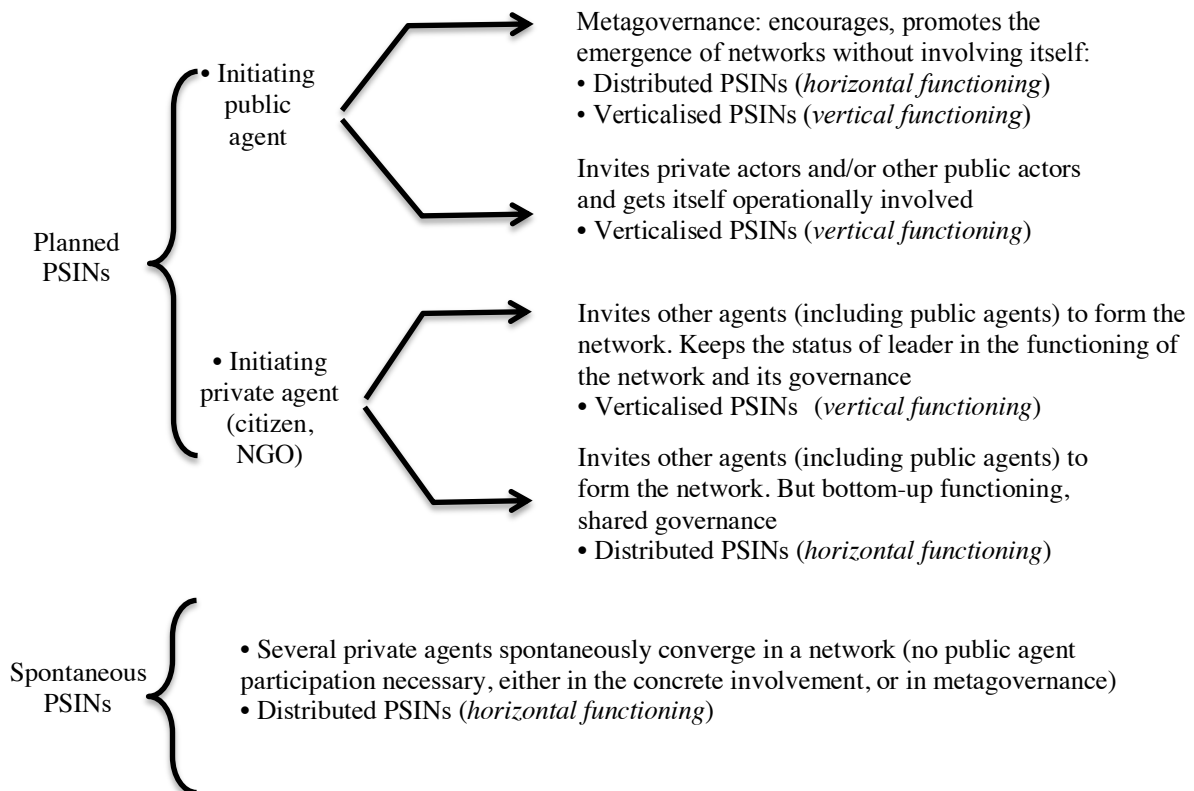 Planned
PSINs
• Initiating
public
agent
Metagovernance: encourages, promotes the
emergence of networks without involving itself:
• Distributed PSINs (horizontal functioning)
• Verticalised PSINs (vertical functioning)
Invites private actors and/or other public actors
and gets itself operationally involved
• Verticalised PSINs (vertical functioning)
• Initiating
private agent
(citizen,
NGO)
Invites other agents (including public agents) to form the
network. Keeps the status of leader in the functioning of
the network and its governance
• Verticalised PSINs (vertical functioning)
Invites other agents (including public agents) to
form the network. But bottom-up functioning,
shared governance
• Distributed PSINs (horizontal functioning)
Spontaneous
PSINs
• Several private agents spontaneously converge in a network (no public agent
participation necessary, either in the concrete involvement, or in metagovernance)
• Distributed PSINs (horizontal functioning)